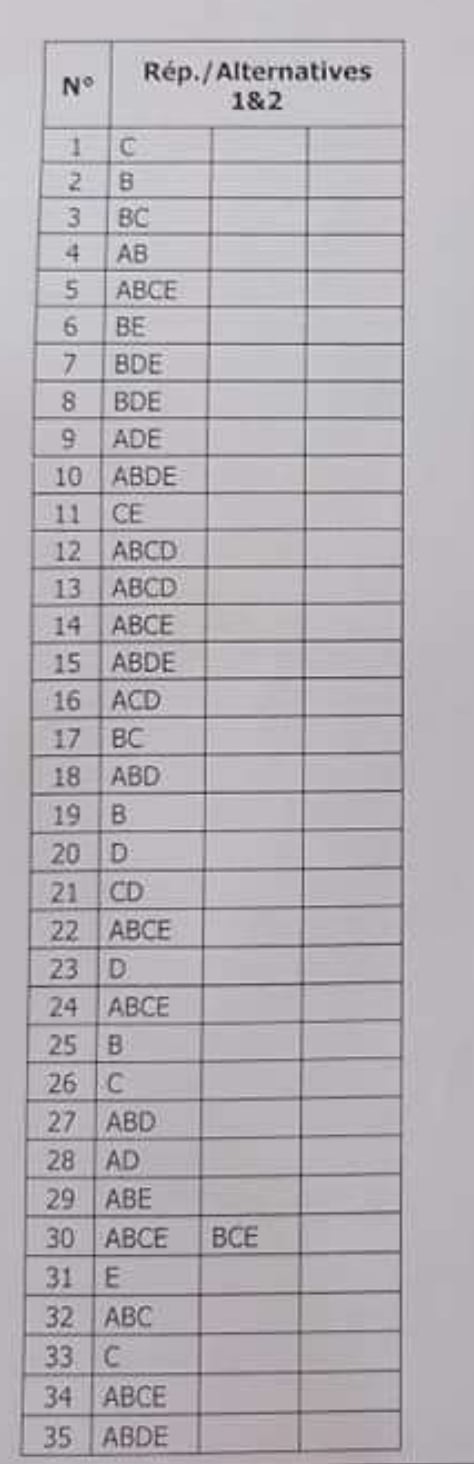 N° Rép./Alternatives
1&2
1 C
2 B
3 BC
4 AB
5 ABCE
6 BE
7 BDE
8 BDE
9 ADE
10 ABDE
11 CE
12 ABCD
13 ABCD
14 ABCE
15 ABDE
16 ACD
17 BC
18 ABD
19 B
20 D
21 CD
22 ABCE
23 D
24 ABCE
25 B
26 C
27 ABD
28 AD
29 ABE
30 ABCE BCE
31 E
32 ABC
33 C
34 ABCE
35 ABDE